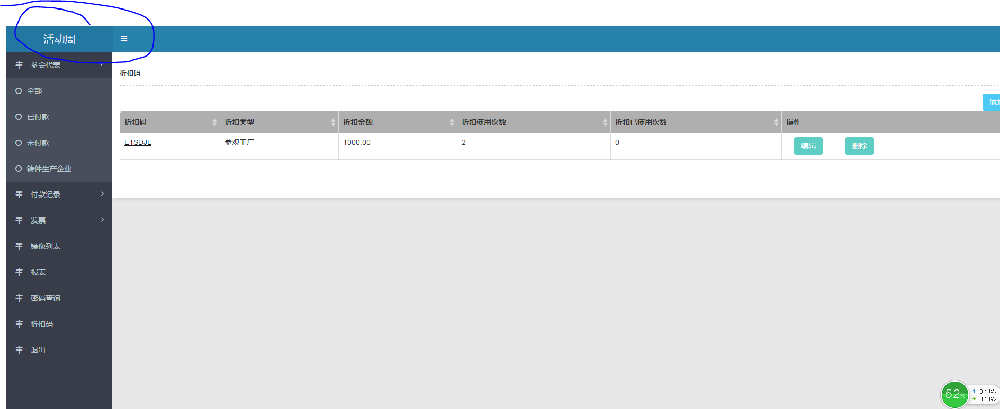 活动周
参会代表
全部
已付款
未付款
铸件生产企业
付款记录
发票
镜像列表
报表
密码查询
折扣码
退出
折扣码
添加
折扣码 折扣类型 折扣金额 折扣使用次数 折扣已使用次数 操作
E1SDJL 参观工厂 1000.00 2 0 编辑 删除
52%
0.1 K/s
0.1 K/s